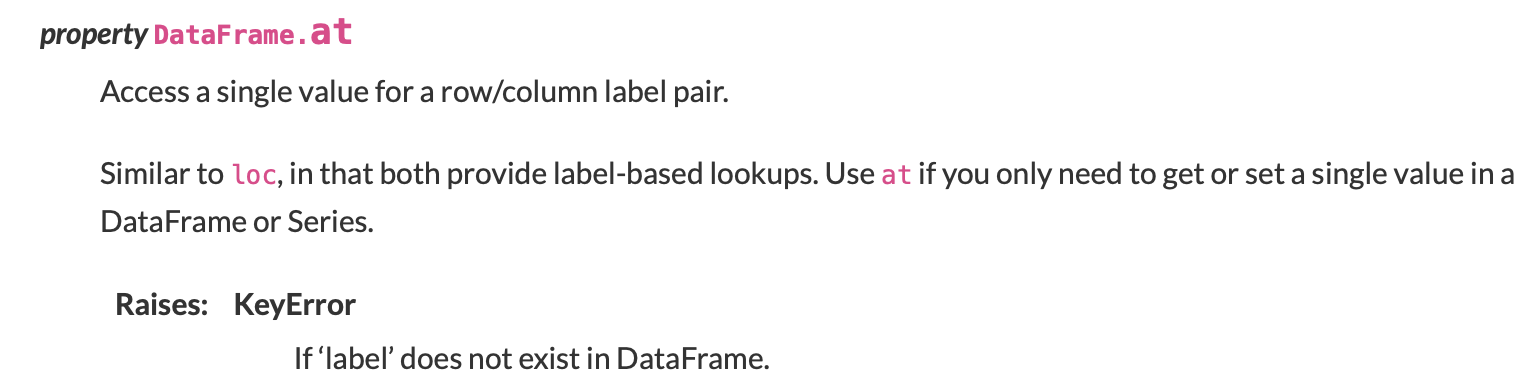 property DataFrame.at
Access a single value for a row/column label pair.
Similar to loc, in that both provide label-based lookups. Use at if you only need to get or set a single value in a
DataFrame or Series.
Raises: KeyError
If ‘label’ does not exist in DataFrame.